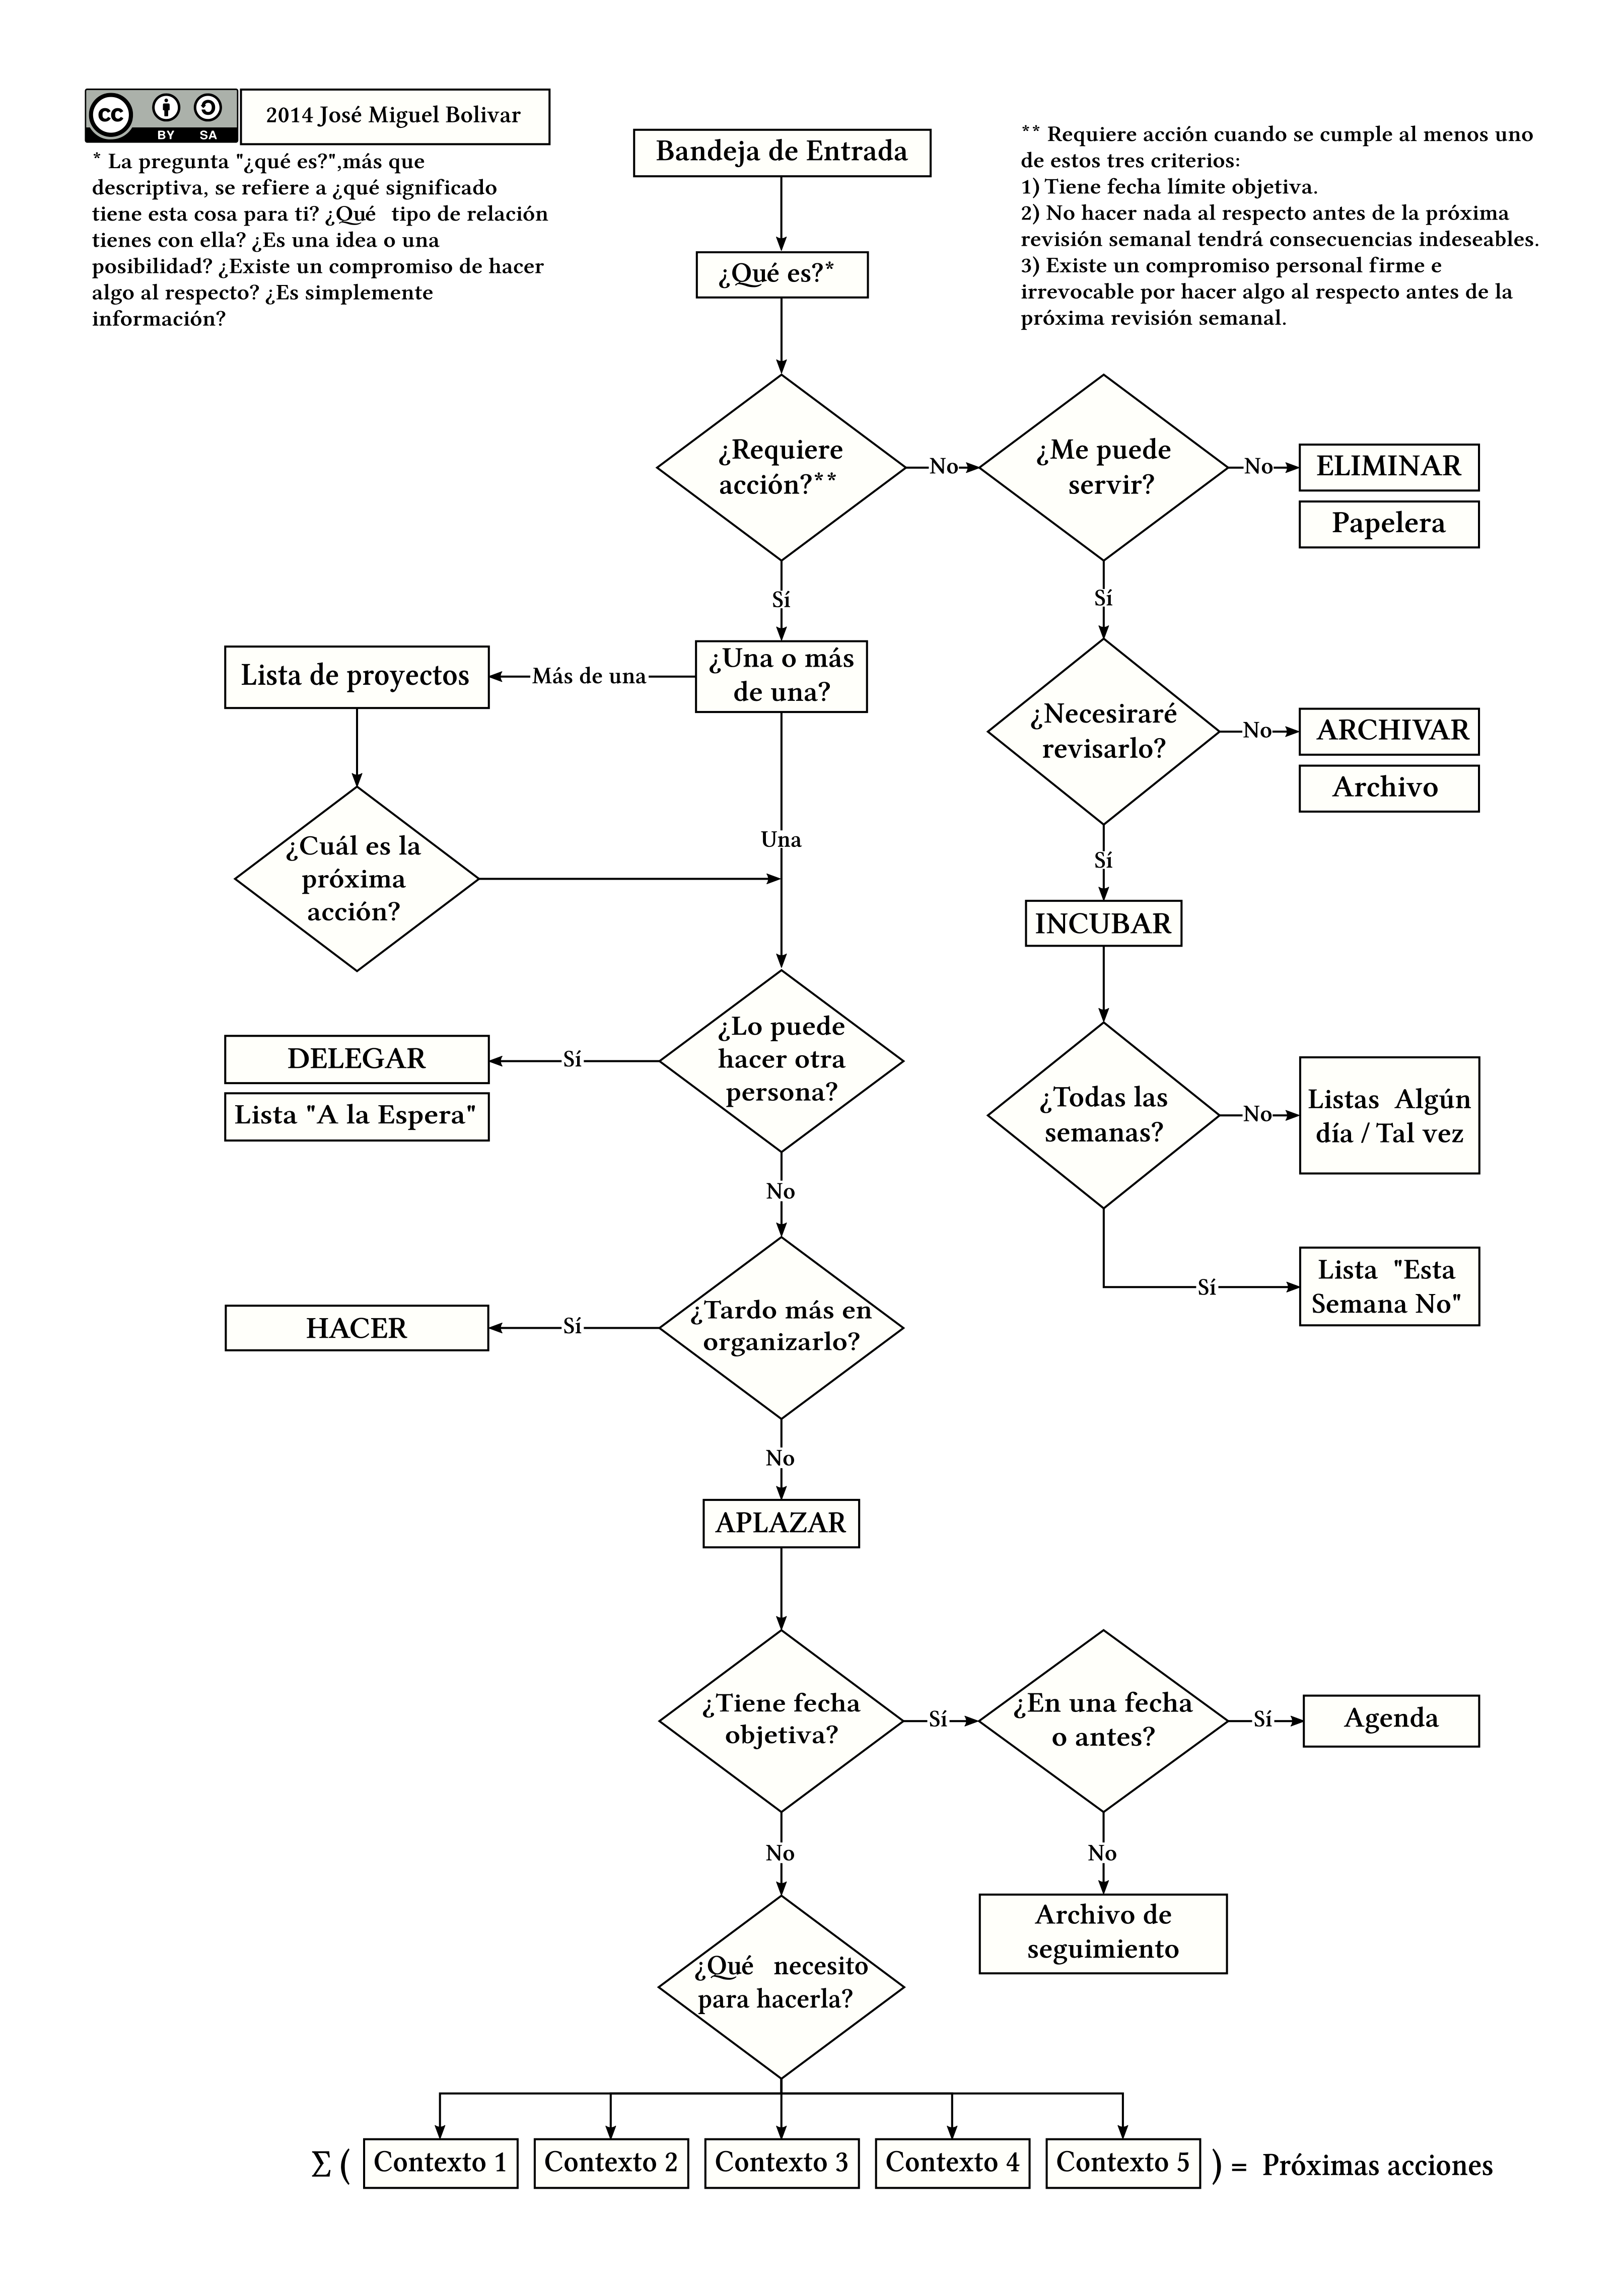 cc
BY SA
2014 José Miguel Bolivar
* La pregunta "¿qué es?",más que
descriptiva, se refiere a ¿qué significado
tiene esta cosa para ti? ¿Qué tipo de relación
tienes con ella? ¿Es una idea o una
posibilidad? ¿Existe un compromiso de hacer
algo al respecto? ¿Es simplemente
información?
Bandeja de Entrada
** Requiere acción cuando se cumple al menos uno
de estos tres criterios:
1) Tiene fecha límite objetiva.
2) No hacer nada al respecto antes de la próxima
revisión semanal tendrá consecuencias indeseables.
3) Existe un compromiso personal firme e
irrevocable por hacer algo al respecto antes de la
próxima revisión semanal.
¿Qué es?*
¿Requiere
acción?**
No
¿Me puede
servir?
No
ELIMINAR
Papelera
Sí
Sí
Lista de proyectos
Más de una
¿Una o más
de una?
¿Necesiraré
revisarlo?
No
ARCHIVAR
Archivo
¿Cuál es la
próxima
acción?
Una
Sí
INCUBAR
DELEGAR
Lista "A la Espera"
Sí
¿Lo puede
hacer otra
persona?
¿Todas las
semanas?
No
Listas Algún
día / Tal vez
No
Sí
Lista "Esta
Semana No"
HACER
Sí
¿Tardo más en
organizarlo?
No
APLAZAR
¿Tiene fecha
objetiva?
Sí
¿En una fecha
o antes?
Sí
Agenda
No
No
Archivo de
seguimiento
¿Qué necesito
para hacerla?
Σ ( Contexto 1 Contexto 2 Contexto 3 Contexto 4 Contexto 5 ) = Próximas acciones